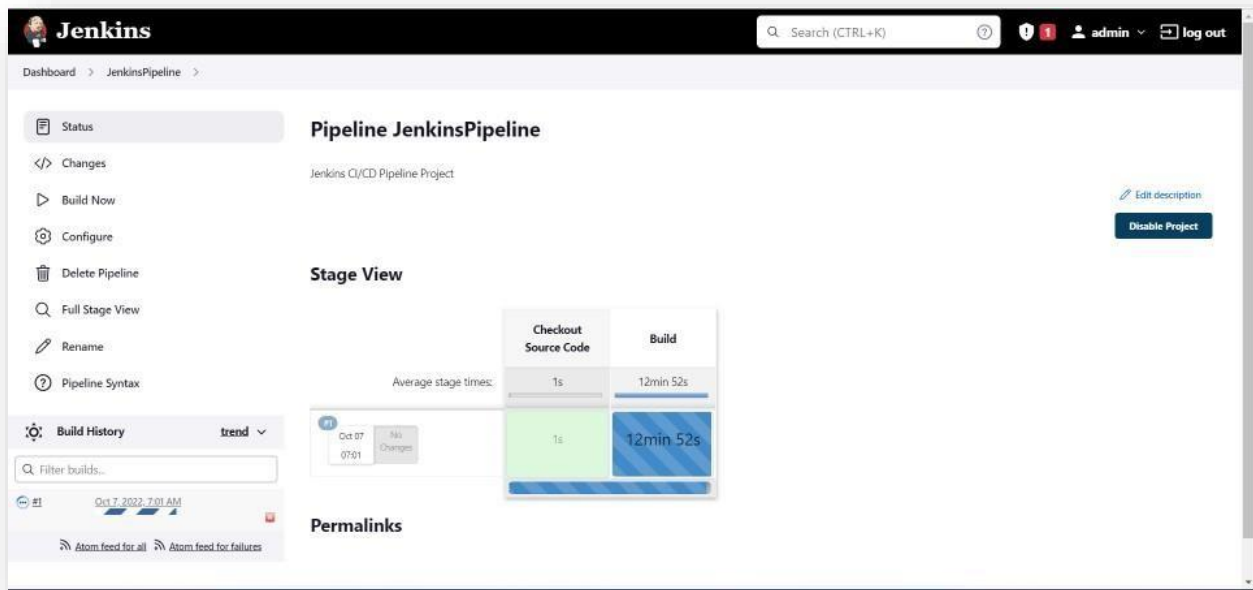 Jenkins
Search (CTRL+K)
1
admin
log out
Dashboard > JenkinsPipeline >
Status
Changes
Build Now
Configure
Delete Pipeline
Full Stage View
Rename
Pipeline Syntax
Build History
trend
Filter builds...
#1
Oct 7, 2022, 7:01 AM
Atom feed for all
Atom feed for failures
Pipeline JenkinsPipeline
Jenkins CI/CD Pipeline Project
Edit description
Disable Project
Stage View
Checkout
Source Code
Build
Average stage times:
1s
12min 52s
#1
Oct 07
07:01
No
Changes
1s
12min 52s
Permalinks